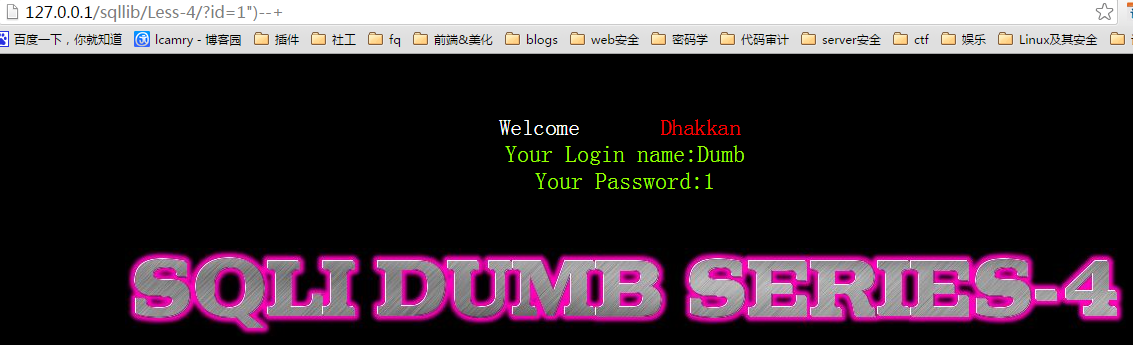 127.0.0.1/sqllib/Less-4/?id=1")--+
百度一下，你就知道 lcamry - 博客园 插件 社工 fq 前端&美化 blogs web安全 密码学 代码审计 server安全 ctf 娱乐 Linux及其安全
Welcome Dhakkan
Your Login name:Dumb
Your Password:1
SQLI DUMB SERIES-4